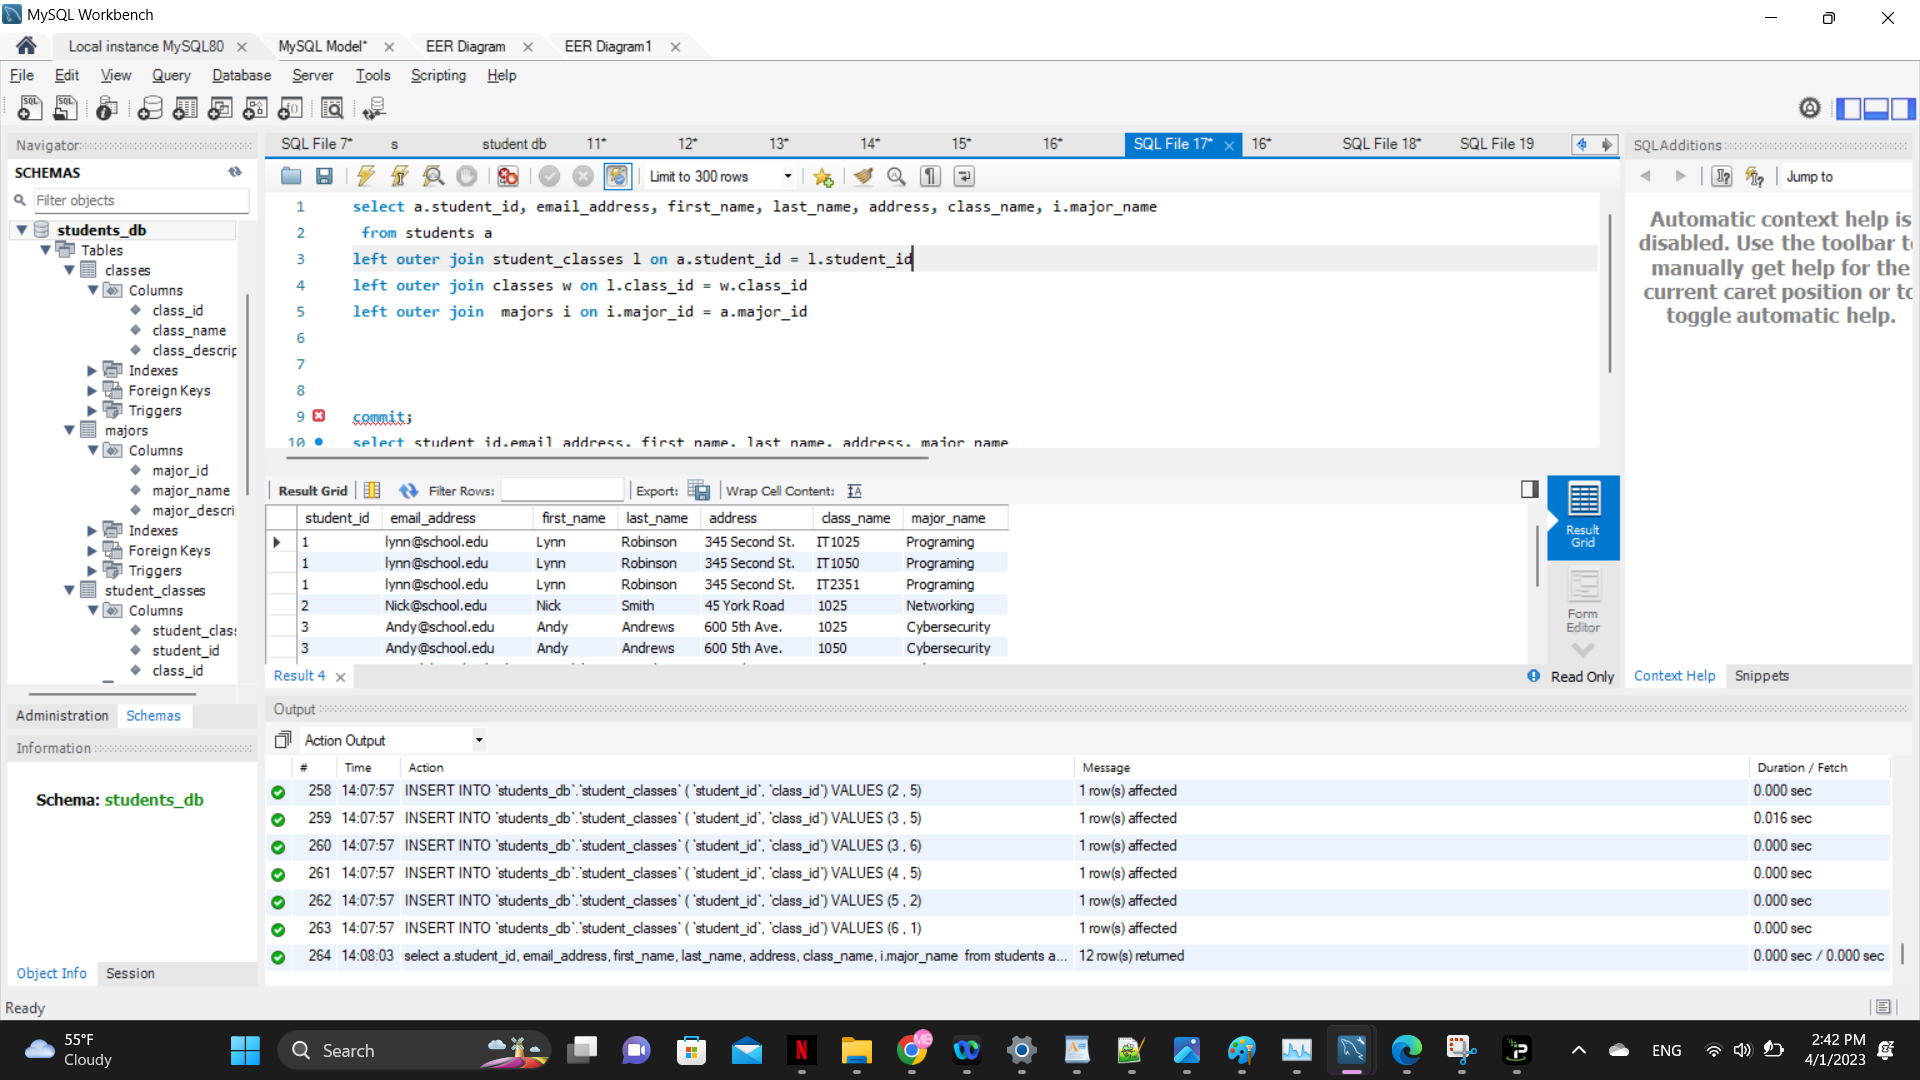 MySQL Workbench
Local instance MySQL80
MySQL Model*
EER Diagram
EER Diagram1
File Edit View Query Database Server Tools Scripting Help
Navigator
SCHEMAS
Filter objects
students_db
Tables
classes
Columns
class_id
class_name
class_descrip
Indexes
Foreign Keys
Triggers
majors
Columns
major_id
major_name
major_descri
Indexes
Foreign Keys
Triggers
student_classes
Columns
student_class
student_id
class_id
Administration Schemas
Information
Schema: students_db
Object Info Session
Ready
SQL File 7* s student db 11* 12* 13* 14* 15* 16* SQL File 17* 16* SQL File 18* SQL File 19
Limit to 300 rows
1 select a.student_id, email_address, first_name, last_name, address, class_name, i.major_name
2 from students a
3 left outer join student_classes l on a.student_id = l.student_id
4 left outer join classes w on l.class_id = w.class_id
5 left outer join  majors i on i.major_id = a.major_id
6
7
8
9 commit;
10 select student_id,email_address, first_name, last_name, address, major_name
Result Grid Filter Rows: Export: Wrap Cell Content:
student_id email_address first_name last_name address class_name major_name
1 lynn@school.edu Lynn Robinson 345 Second St. IT1025 Programing
1 lynn@school.edu Lynn Robinson 345 Second St. IT1050 Programing
1 lynn@school.edu Lynn Robinson 345 Second St. IT2351 Programing
2 Nick@school.edu Nick Smith 45 York Road 1025 Networking
3 Andy@school.edu Andy Andrews 600 5th Ave. 1025 Cybersecurity
3 Andy@school.edu Andy Andrews 600 5th Ave. 1050 Cybersecurity
Result
Grid
Form
Editor
Result 4
Read Only
SQLAdditions
Jump to
Automatic context help is
disabled. Use the toolbar to
manually get help for the
current caret position or to
toggle automatic help.
Context Help Snippets
Output
Action Output
# Time Action Message Duration / Fetch
258 14:07:57 INSERT INTO `students_db`.`student_classes` ( `student_id`, `class_id`) VALUES (2 , 5) 1 row(s) affected 0.000 sec
259 14:07:57 INSERT INTO `students_db`.`student_classes` ( `student_id`, `class_id`) VALUES (3 , 5) 1 row(s) affected 0.016 sec
260 14:07:57 INSERT INTO `students_db`.`student_classes` ( `student_id`, `class_id`) VALUES (3 , 6) 1 row(s) affected 0.000 sec
261 14:07:57 INSERT INTO `students_db`.`student_classes` ( `student_id`, `class_id`) VALUES (4 , 5) 1 row(s) affected 0.000 sec
262 14:07:57 INSERT INTO `students_db`.`student_classes` ( `student_id`, `class_id`) VALUES (5 , 2) 1 row(s) affected 0.000 sec
263 14:07:57 INSERT INTO `students_db`.`student_classes` ( `student_id`, `class_id`) VALUES (6 , 1) 1 row(s) affected 0.000 sec
264 14:08:03 select a.student_id, email_address, first_name, last_name, address, class_name, i.major_name  from students a... 12 row(s) returned 0.000 sec / 0.000 sec
55°F
Cloudy
Search
ENG
2:42 PM
4/1/2023